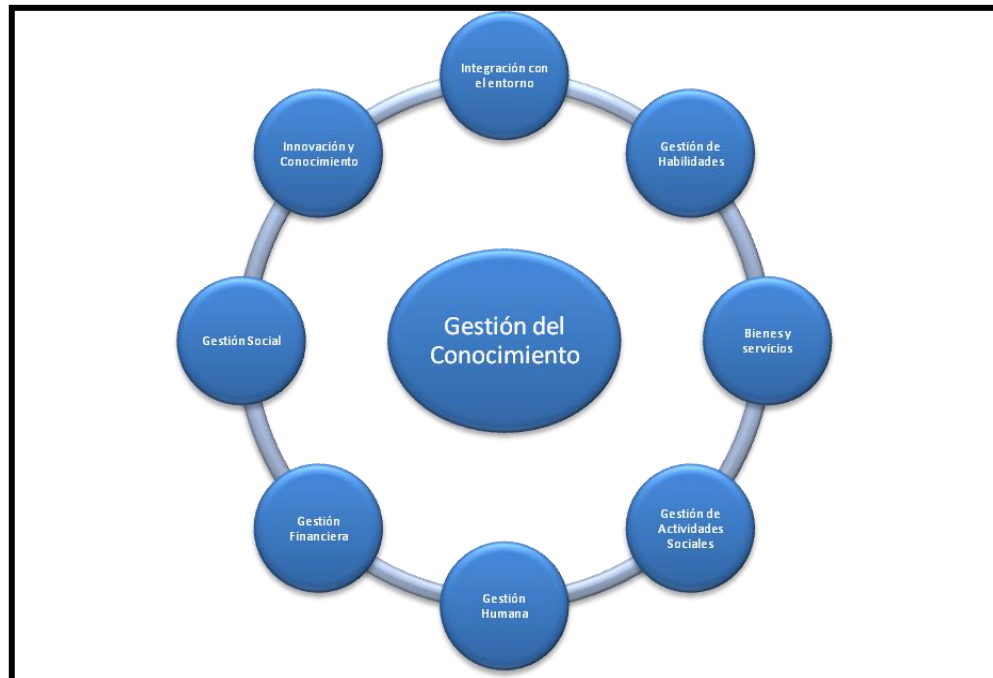 Integración con
el entorno
Gestión de
Habilidades
Bienes y
servicios
Gestión de
Actividades
Sociales
Gestión
Humana
Gestión
Financiera
Gestión Social
Innovación y
Conocimiento
Gestión del
Conocimiento